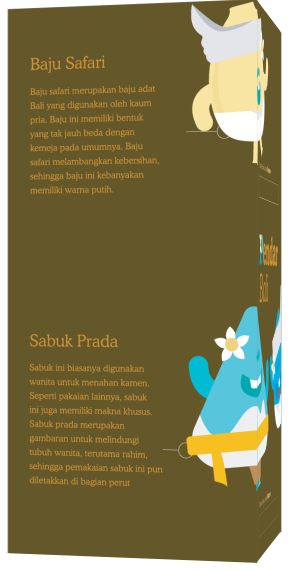 Baju Safari
Baju safari merupakan baju adat
Bali yang digunakan oleh kaum
pria. Baju ini memiliki bentuk
yang tak jauh beda dengan
kemeja pada umumnya. Baju
safari melambangkan kebersihan,
sehingga baju ini kebanyakan
memiliki warna putih.
Sabuk Prada
Sabuk ini biasanya digunakan
wanita untuk menahan kamen.
Seperti pakaian lainnya, sabuk
ini juga memiliki makna khusus.
Sabuk prada merupakan
gambaran untuk melindungi
tubuh wanita, terutama rahim,
sehingga pemakaian sabuk ini pun
diletakkan di bagian perut
Bali